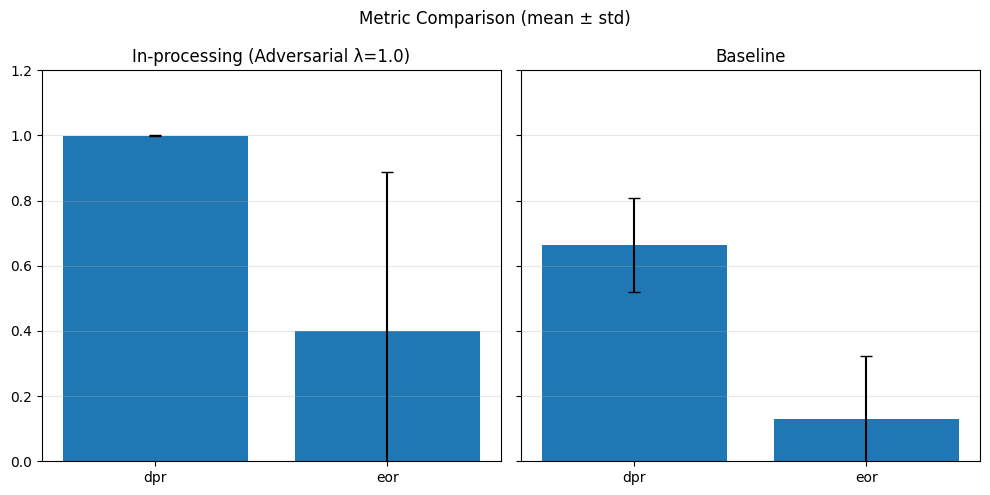 Metric Comparison (mean ± std)
In-processing (Adversarial λ=1.0)
Baseline
1.2
1.0
0.8
0.6
0.4
0.2
0.0
dpr
eor
dpr
eor